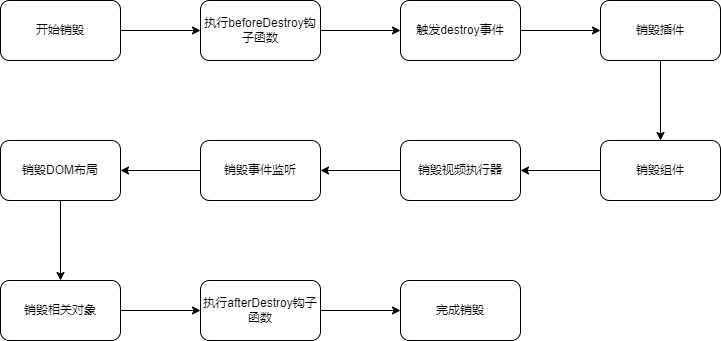 开始销毁
执行beforeDestroy钩
子函数
触发destroy事件
销毁插件
销毁DOM布局
销毁事件监听
销毁视频执行器
销毁组件
销毁相关对象
执行afterDestroy钩子
函数
完成销毁